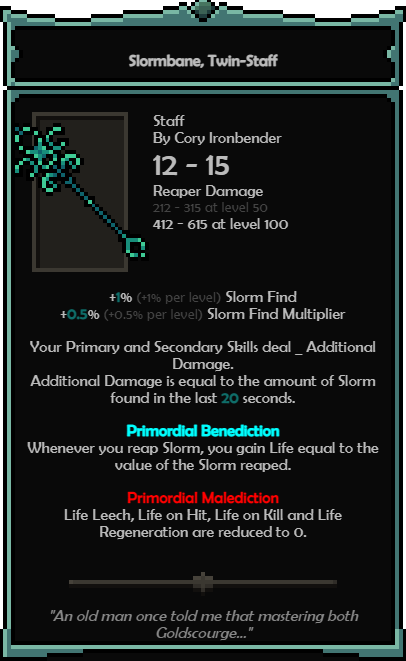 Slormbane, Twin-Staff
Staff
By Cory Ironbender
12 - 15
Reaper Damage
212 - 315 at level 50
412 - 615 at level 100
+1% (+1% per level) Slorm Find
+0.5% (+0.5% per level) Slorm Find Multiplier
Your Primary and Secondary Skills deal _ Additional
Damage.
Additional Damage is equal to the amount of Slorm
found in the last 20 seconds.
Primordial Benediction
Whenever you reap Slorm, you gain Life equal to the
value of the Slorm reaped.
Primordial Malediction
Life Leech, Life on Hit, Life on Kill and Life
Regeneration are reduced to 0.
"An old man once told me that mastering both
Goldscourge..."